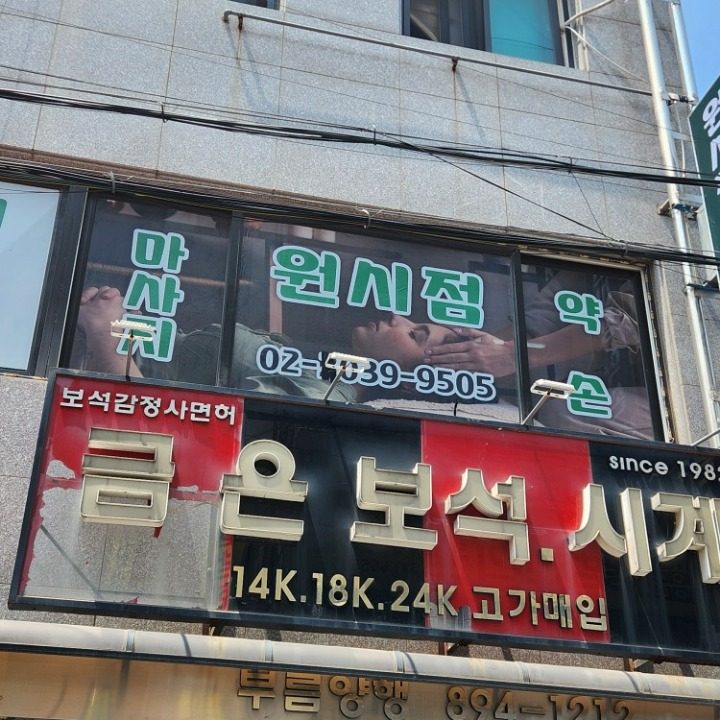 마사지
원시점
약손
02-
039-9505
보석감정사면허
since 1982
금은보석.시계
14K.18K.24K 고가매입
부름양행 894-1212